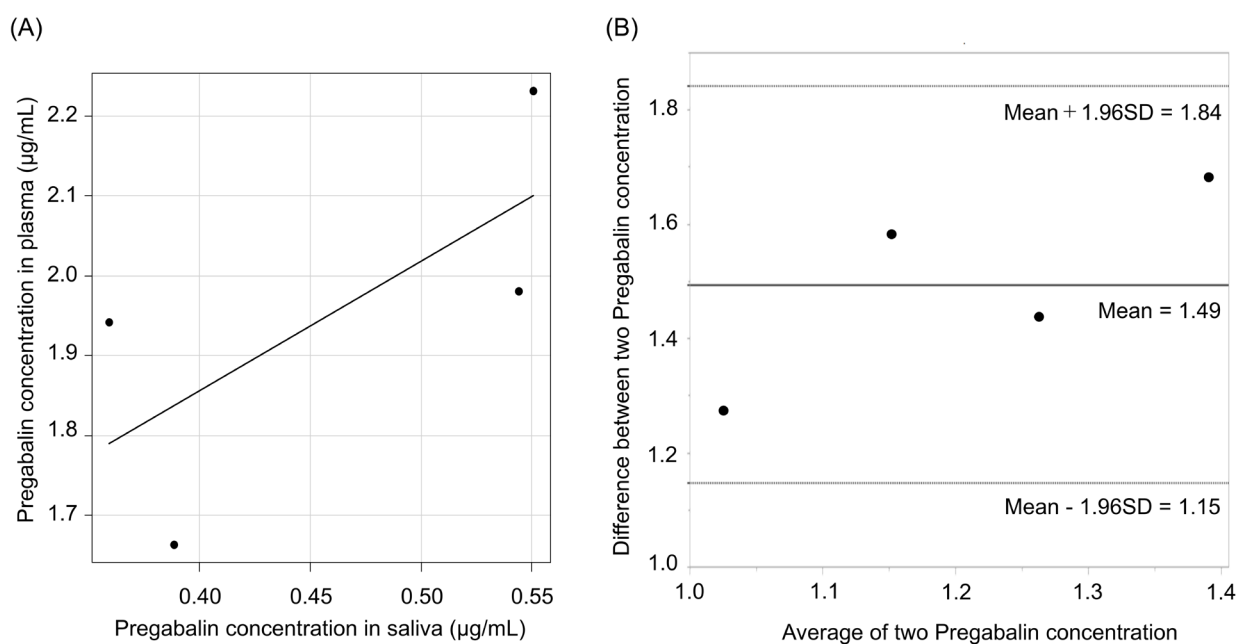 (A)
Pregabalin concentration in plasma (µg/mL)
2.2
2.1
2.0
1.9
1.8
1.7
0.40
0.45
0.50
0.55
Pregabalin concentration in saliva (µg/mL)
(B)
Difference between two Pregabalin concentration
1.8
1.6
1.4
1.2
1.0
Mean + 1.96SD = 1.84
Mean = 1.49
Mean - 1.96SD = 1.15
1.0
1.1
1.2
1.3
1.4
Average of two Pregabalin concentration